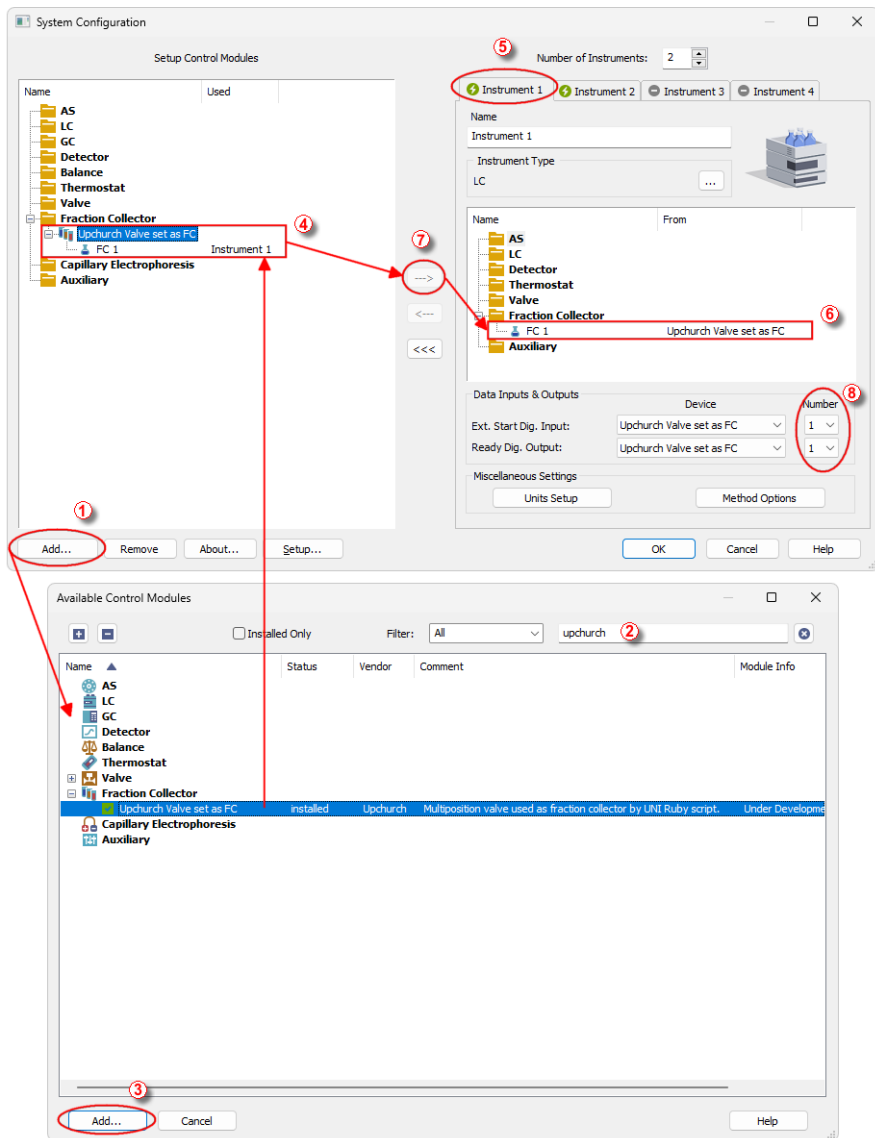 System Configuration
Setup Control Modules
⑤
Number of Instruments: 2
Name Used
AS
LC
GC
Detector
Balance
Thermostat
Valve
Fraction Collector
Upchurch Valve set as FC
④
FC 1 Instrument 1
Capillary Electrophoresis
Auxiliary
⑦
--->
<---
<<<
Instrument 1 Instrument 2 Instrument 3 Instrument 4
Name
Instrument 1
Instrument Type
LC ...
Name From
AS
LC
Detector
Thermostat
Valve
Fraction Collector
FC 1 Upchurch Valve set as FC
⑥
Auxiliary
Data Inputs & Outputs
⑧
Device Number
Ext. Start Dig. Input: Upchurch Valve set as FC 1
Ready Dig. Output: Upchurch Valve set as FC 1
Miscellaneous Settings
Units Setup Method Options
①
Add... Remove About... Setup... OK Cancel Help
Available Control Modules
Installed Only Filter: All upchurch ②
Name Status Vendor Comment Module Info
AS
LC
GC
Detector
Balance
Thermostat
Valve
Fraction Collector
Upchurch Valve set as FC installed Upchurch Multiposition valve used as fraction collector by UNI Ruby script. Under Developme
Capillary Electrophoresis
Auxiliary
③
Add... Cancel Help